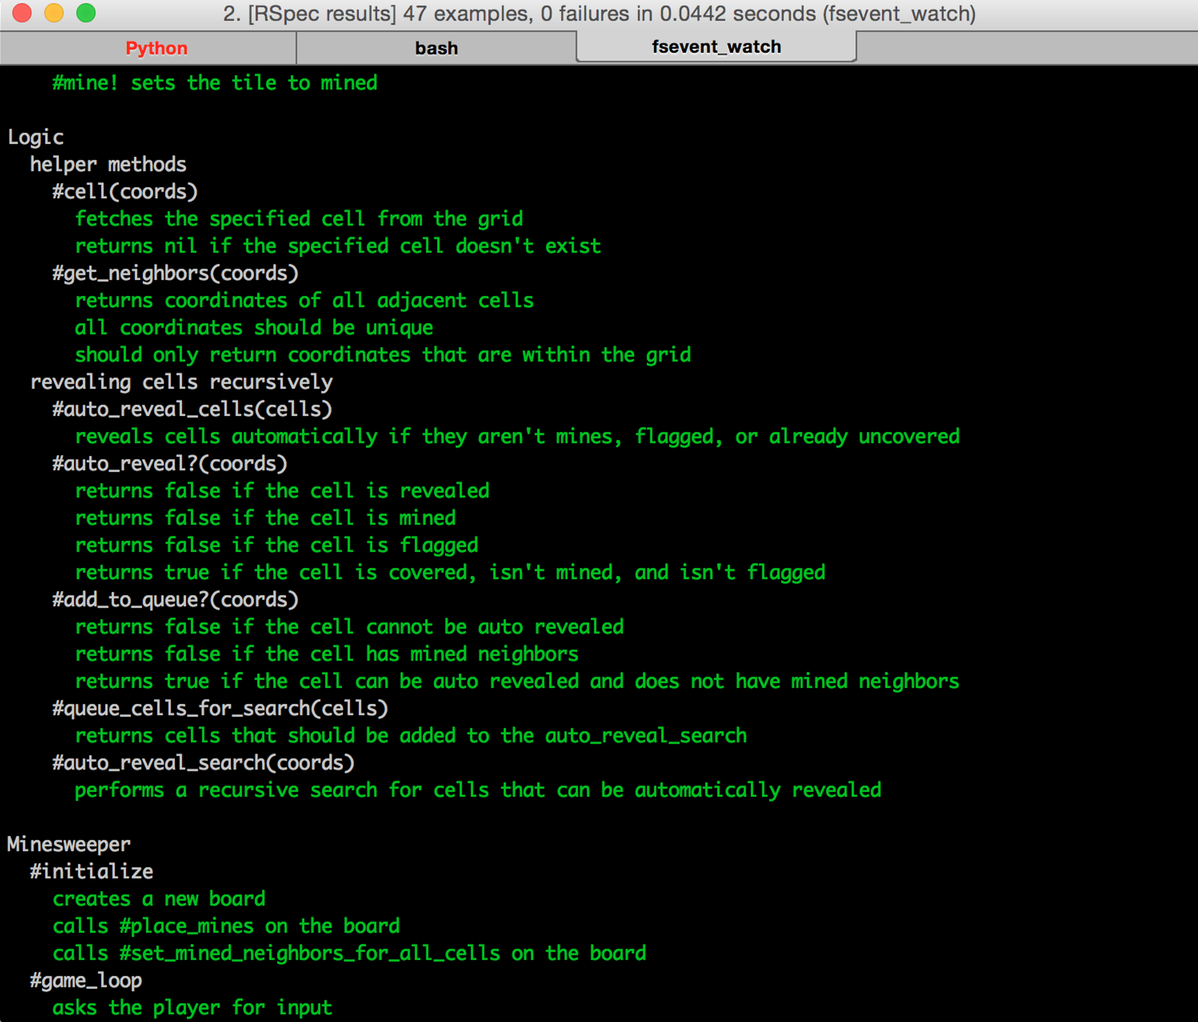 2. [RSpec results] 47 examples, 0 failures in 0.0442 seconds (fsevent_watch)
Python bash fsevent_watch
#mine! sets the tile to mined
Logic
helper methods
#cell(coords)
fetches the specified cell from the grid
returns nil if the specified cell doesn't exist
#get_neighbors(coords)
returns coordinates of all adjacent cells
all coordinates should be unique
should only return coordinates that are within the grid
revealing cells recursively
#auto_reveal_cells(cells)
reveals cells automatically if they aren't mines, flagged, or already uncovered
#auto_reveal?(coords)
returns false if the cell is revealed
returns false if the cell is mined
returns false if the cell is flagged
returns true if the cell is covered, isn't mined, and isn't flagged
#add_to_queue?(coords)
returns false if the cell cannot be auto revealed
returns false if the cell has mined neighbors
returns true if the cell can be auto revealed and does not have mined neighbors
#queue_cells_for_search(cells)
returns cells that should be added to the auto_reveal_search
#auto_reveal_search(coords)
performs a recursive search for cells that can be automatically revealed
Minesweeper
#initialize
creates a new board
calls #place_mines on the board
calls #set_mined_neighbors_for_all_cells on the board
#game_loop
asks the player for input